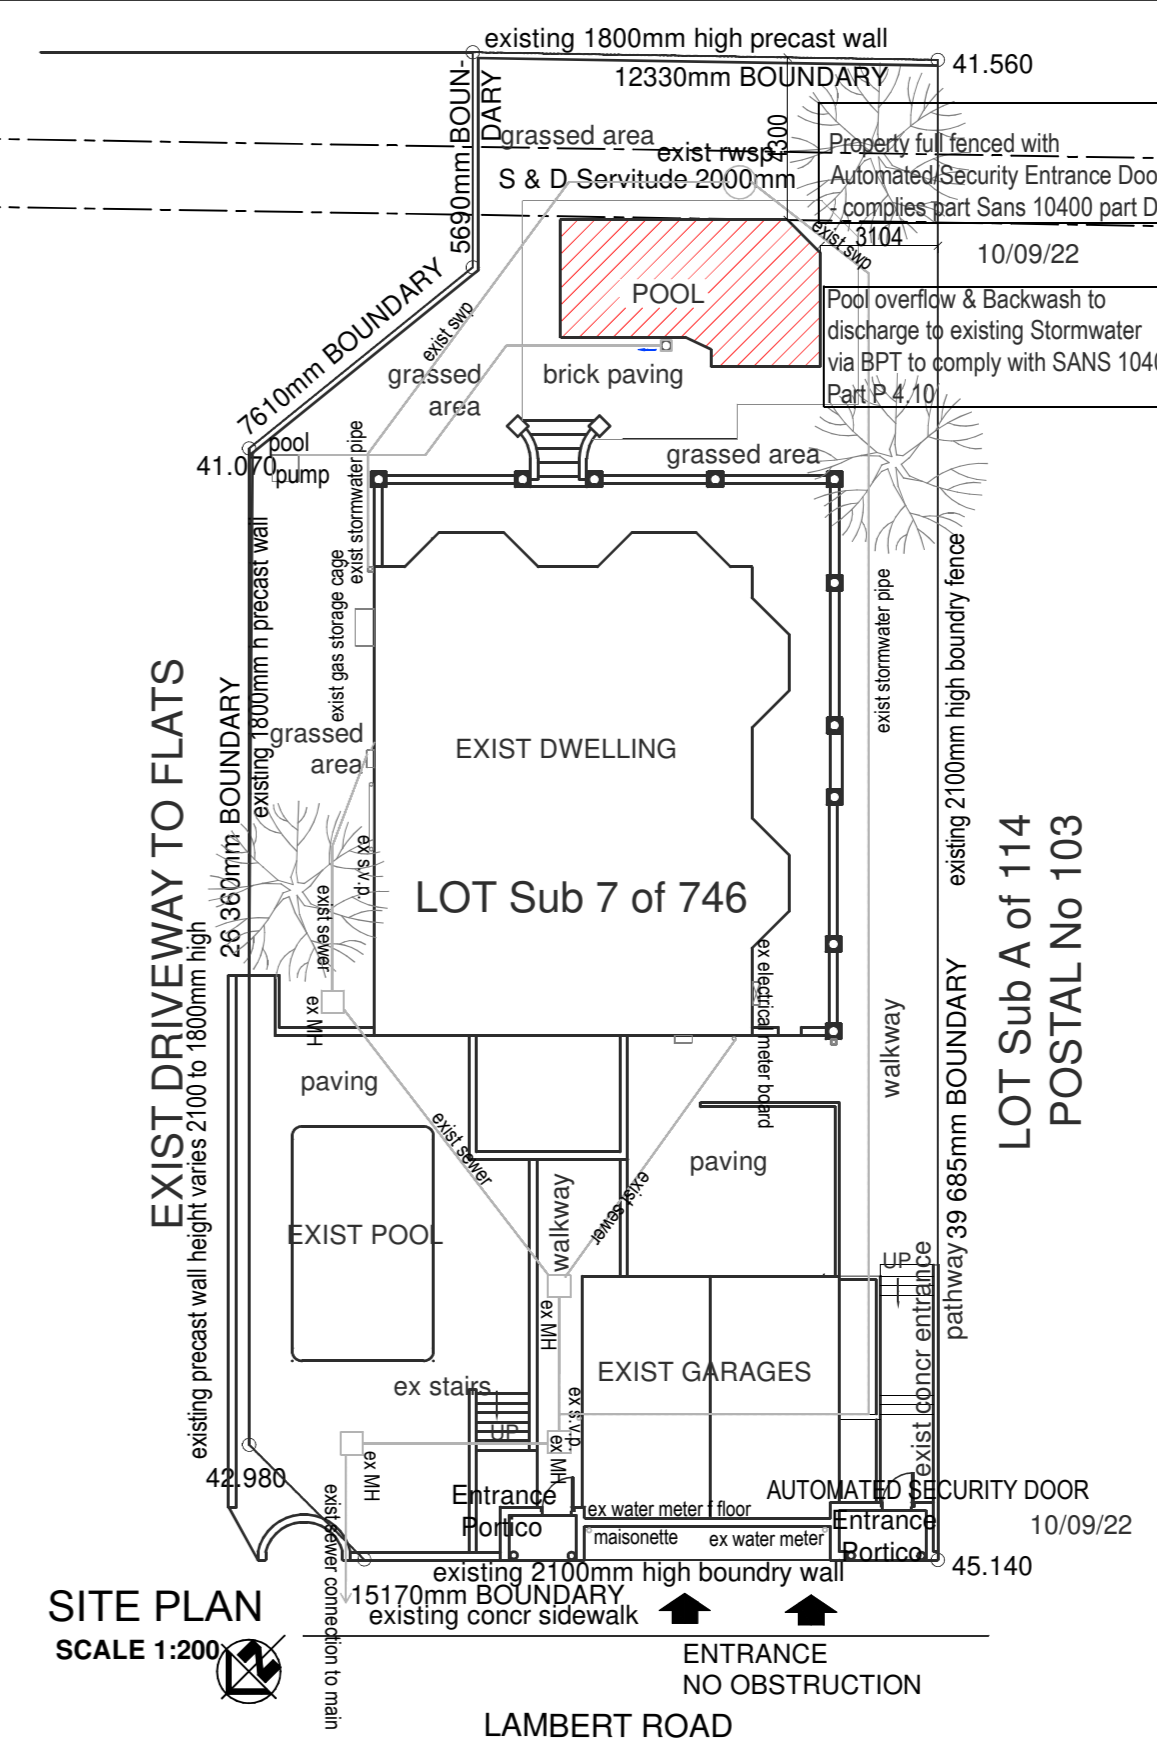 existing 1800mm high precast wall
41.560
12330mm BOUNDARY
5690mm BOUN-
DARY
grassed area
exist rwsp
S & D Servitude 2000mm
Property full fenced with
Automated Security Entrance Doo
- complies part Sans 10400 part D
exist swp
3104
10/09/22
POOL
Pool overflow & Backwash to
discharge to existing Stormwater
via BPT to comply with SANS 1040
Part P 4.10
7610mm BOUNDARY
exist swp
grassed
area
brick paving
grassed area
41.070
pool
pump
exist stormwater pipe
existing 1800mm h precast wall
exist gas storage cage
exist stormwater pipe
existing 2100mm high boundry fence
grassed
area
EXIST DWELLING
EXIST DRIVEWAY TO FLATS
26 360mm BOUNDARY
ex s.v.p.
exist sewer
LOT Sub 7 of 746
LOT Sub A of 114
POSTAL No 103
existing precast wall height varies 2100 to 1800mm high
ex MH
ex electrical meter board
walkway
39 685mm BOUNDARY
paving
exist sewer
paving
walkway
exist sewer
EXIST POOL
UP
exist concr entrance
pathway
ex MH
EXIST GARAGES
ex stairs
UP
ex s.v.p.
ex MH
ex MH
42.980
exist sewer connection to main
Entrance
Portico
ex water meter f floor
maisonette
ex water meter
AUTOMATED SECURITY DOOR
Entrance
Portico
10/09/22
45.140
existing 2100mm high boundry wall
15170mm BOUNDARY
existing concr sidewalk
SITE PLAN
SCALE 1:200
N
ENTRANCE
NO OBSTRUCTION
LAMBERT ROAD